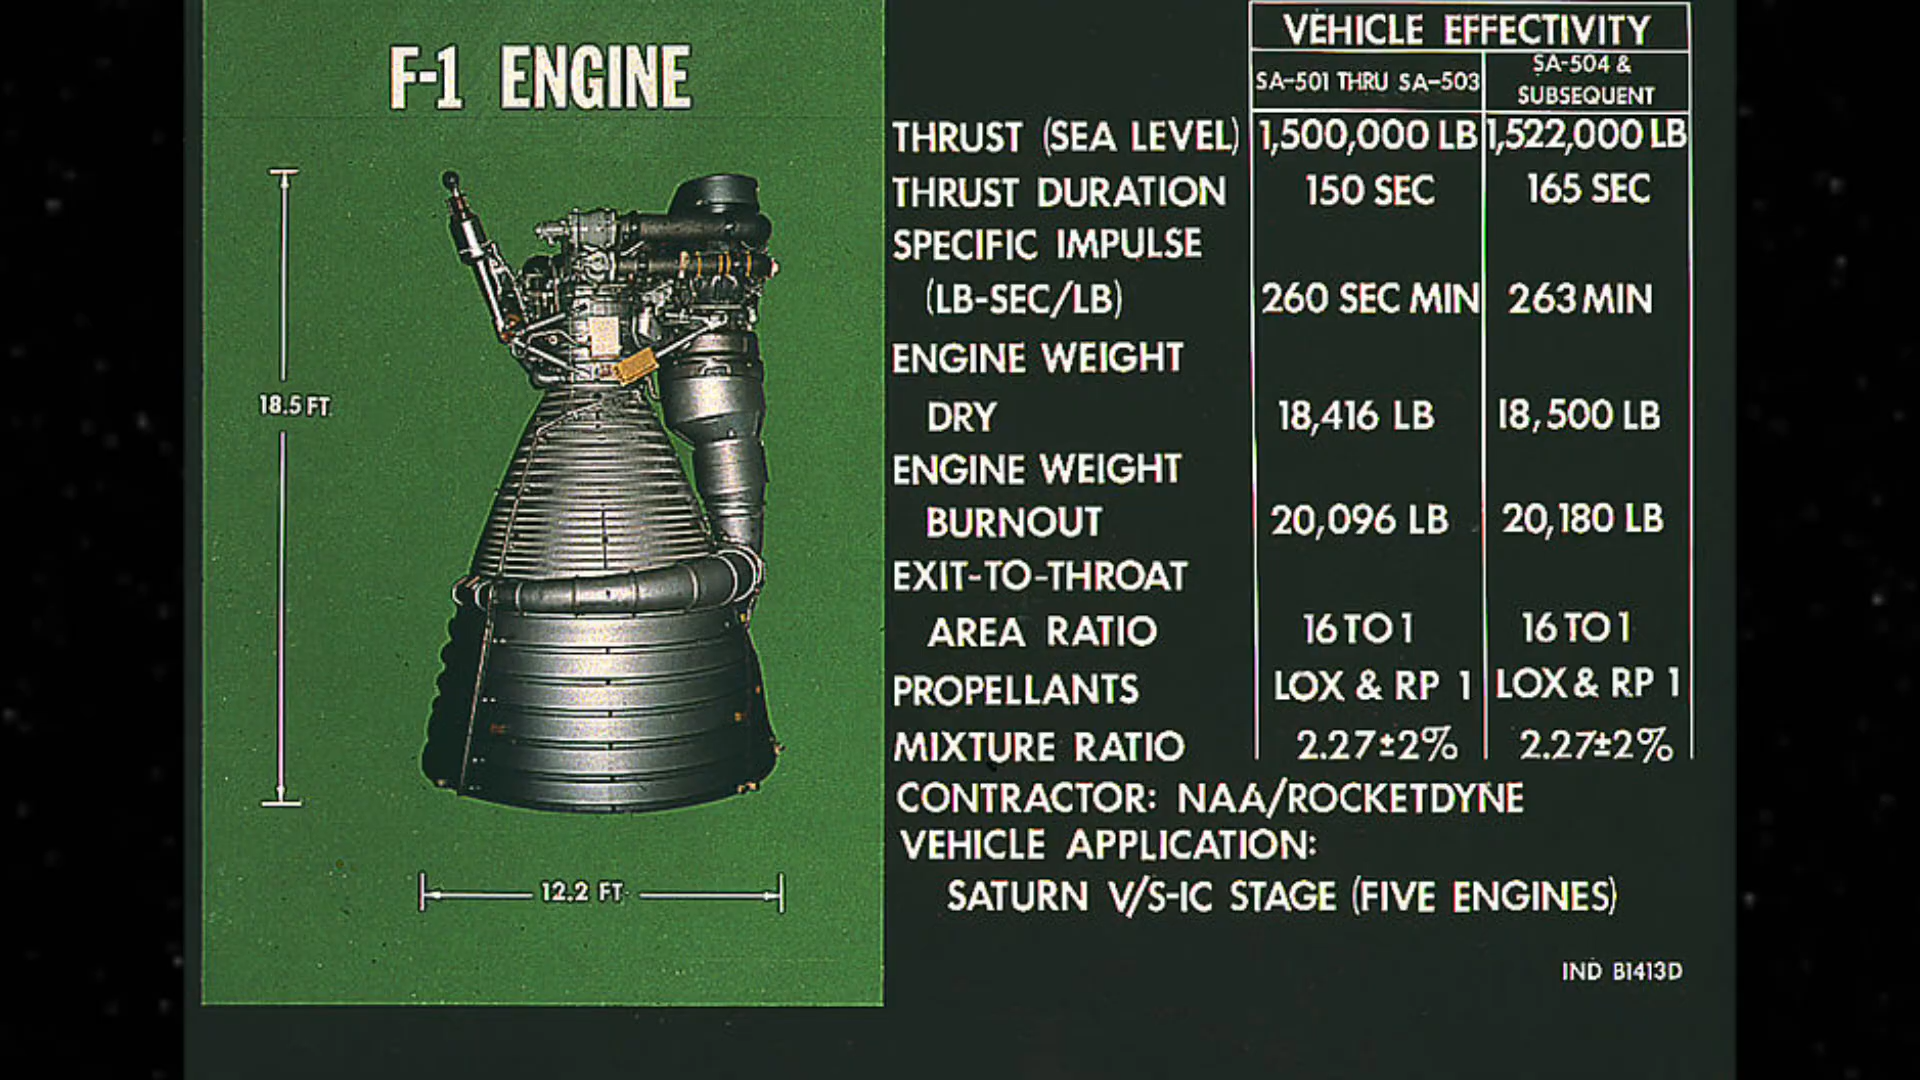 F-1 ENGINE
18.5 FT.
12.2 FT.
VEHICLE EFFECTIVITY
SA-501 THRU SA-503 SA-504 & SUBSEQUENT
THRUST (SEA LEVEL) 1,500,000 LB 1,522,000 LB
THRUST DURATION 150 SEC 165 SEC
SPECIFIC IMPULSE
(LB-SEC/LB) 260 SEC MIN 263 MIN
ENGINE WEIGHT
DRY 18,416 LB 18,500 LB
ENGINE WEIGHT
BURNOUT 20,096 LB 20,180 LB
EXIT-TO-THROAT
AREA RATIO 16 TO 1 16 TO 1
PROPELLANTS LOX & RP 1 LOX & RP 1
MIXTURE RATIO 2.27±2% 2.27±2%
CONTRACTOR: NAA/ROCKETDYNE
VEHICLE APPLICATION:
SATURN V/S-IC STAGE (FIVE ENGINES)
IND B1413D